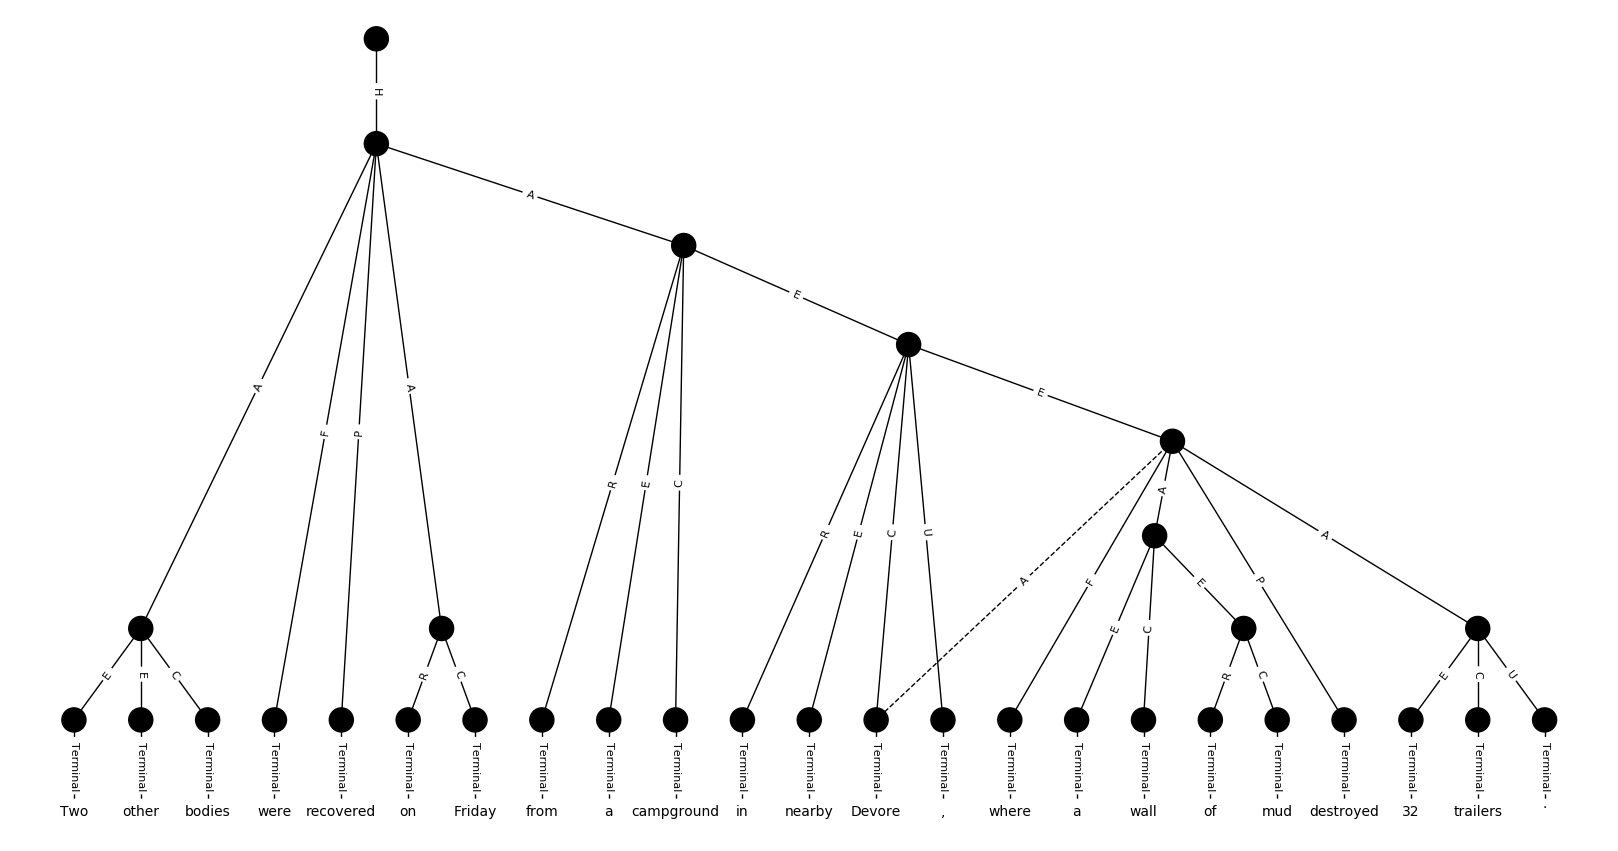 H
A
E
A
A
E
F
P
R
E
C
A
R
E
C
U
A
F
E
P
A
E
C
E
E
C
R
C
R
C
E
C
U
Terminal Terminal Terminal Terminal Terminal Terminal Terminal Terminal Terminal Terminal Terminal Terminal Terminal Terminal Terminal Terminal Terminal Terminal Terminal Terminal Terminal Terminal Terminal
Two other bodies were recovered on Friday from a campground in nearby Devore , where a wall of mud destroyed 32 trailers .